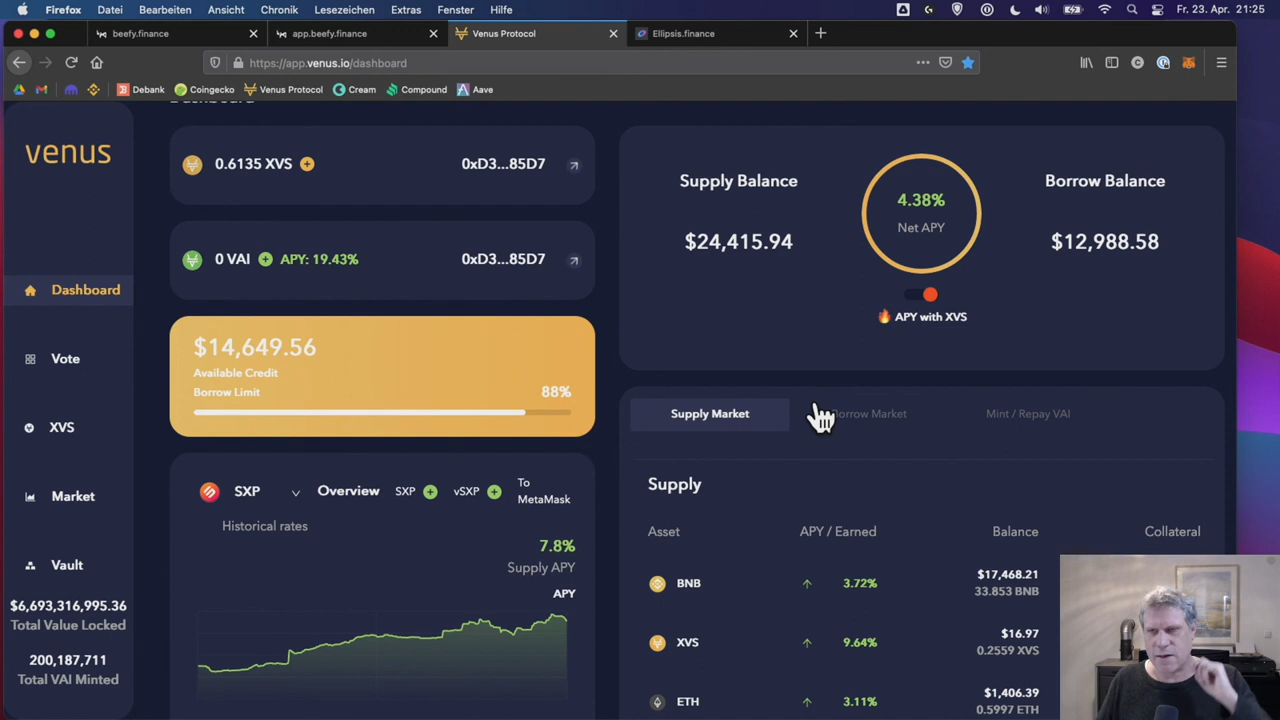 Firefox Datei Bearbeiten Ansicht Chronik Lesezeichen Extras Fenster Hilfe Fr. 23. Apr. 21:25
beefy.finance app.beefy.finance Venus Protocol Ellipsis.finance
https://app.venus.io/dashboard
Debank Coingecko Venus Protocol Cream Compound Aave
Dashboard
venus
Dashboard
Vote
XVS
Market
Vault
$6,693,316,995.36
Total Value Locked
200,187,711
Total VAI Minted
0.6135 XVS 0xD3...85D7
0 VAI APY: 19.43% 0xD3...85D7
$14,649.56
Available Credit
Borrow Limit 88%
SXP Overview SXP vSXP To
MetaMask
Historical rates
7.8%
Supply APY
APY
Supply Balance
$24,415.94
4.38%
Net APY
APY with XVS
Borrow Balance
$12,988.58
Supply Market Borrow Market Mint / Repay VAI
Supply
Asset APY / Earned Balance Collateral
BNB 3.72% $17,468.21
33.853 BNB
XVS 9.64% $16.97
0.2559 XVS
ETH 3.11% $1,406.39
0.5997 ETH